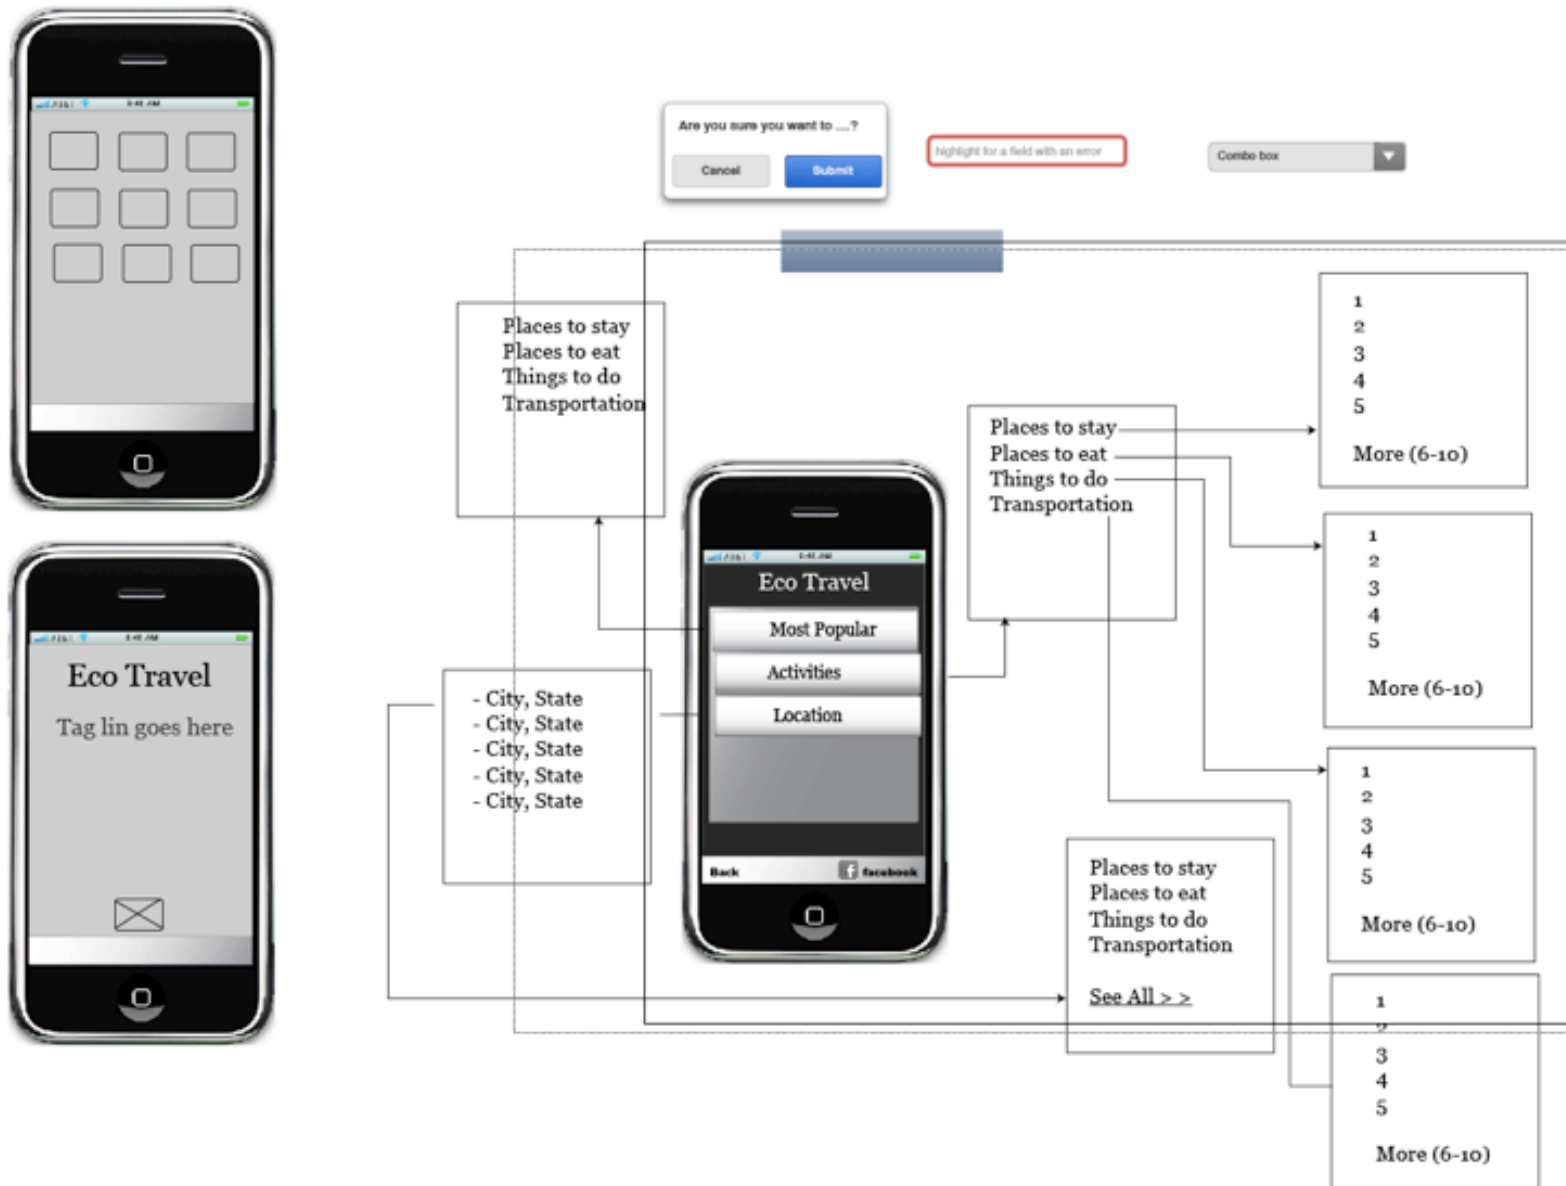 AT&T 9:41 AM
Are you sure you want to ....?
Cancel Submit
highlight for a field with an error
Combo box
Places to stay
Places to eat
Things to do
Transportation
1
2
3
4
5
More (6-10)
Places to stay
Places to eat
Things to do
Transportation
1
2
3
4
5
More (6-10)
Eco Travel
Most Popular
Activities
Location
Back
facebook
Eco Travel
Tag lin goes here
- City, State
- City, State
- City, State
- City, State
- City, State
1
2
3
4
5
More (6-10)
Places to stay
Places to eat
Things to do
Transportation
See All > >
1
2
3
4
5
More (6-10)